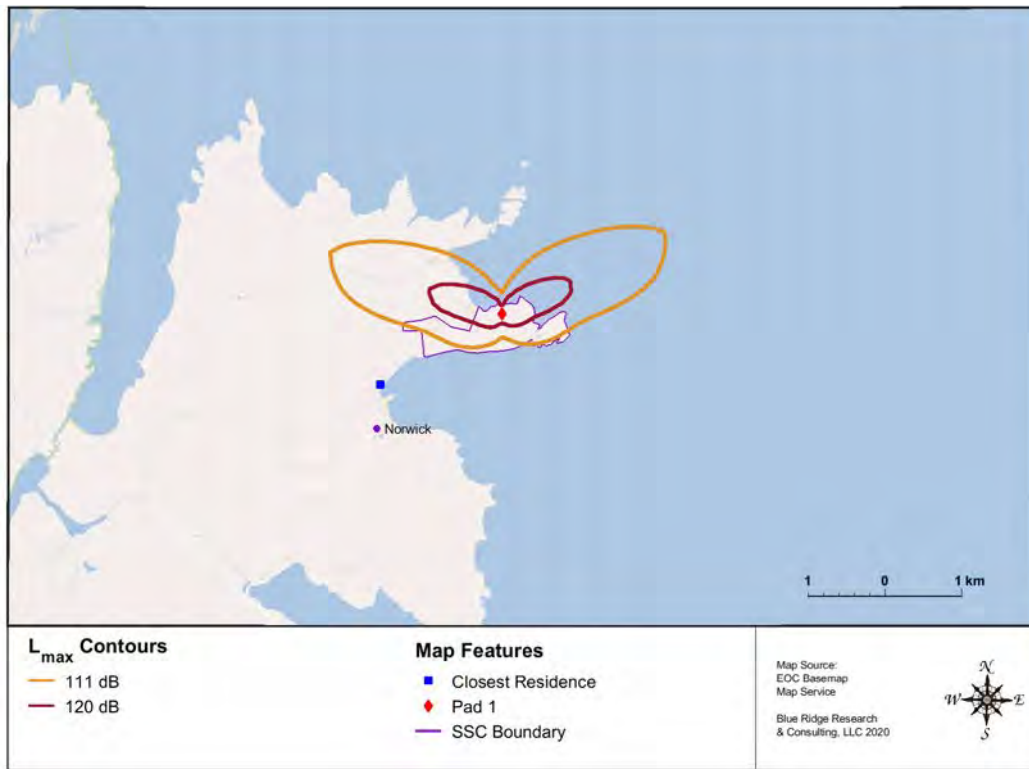 Norwick
1 0 1 km
L_max Contours
111 dB
120 dB
Map Features
Closest Residence
Pad 1
SSC Boundary
Map Source:
EOC Basemap
Map Service
Blue Ridge Research
& Consulting, LLC 2020
N
W E
S